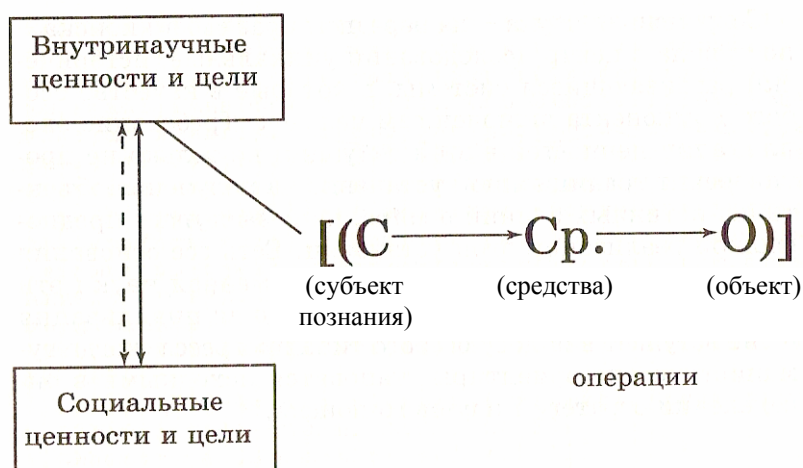 Внутринаучные
ценности и цели
[(С Ср. О)]
(субъект
познания)
(средства)
(объект)
операции
Социальные
ценности и цели